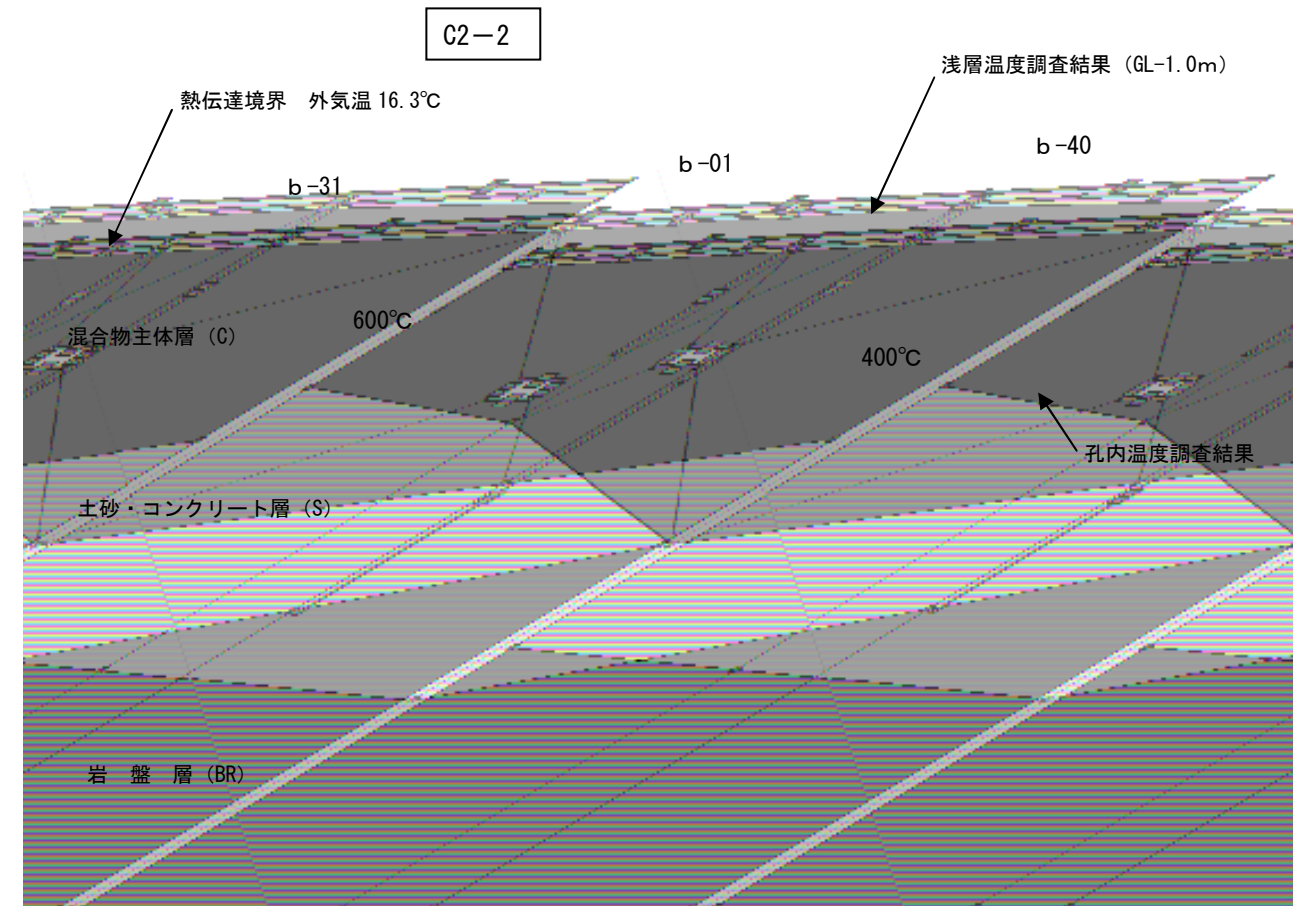 C2－2
浅層温度調査結果（GL-1.0ｍ）
熱伝達境界　外気温 16.3℃
ｂ-40
ｂ-01
ｂ-31
600℃
混合物主体層（C）
400℃
孔内温度調査結果
土砂・コンクリート層（S）
岩　盤　層（BR）